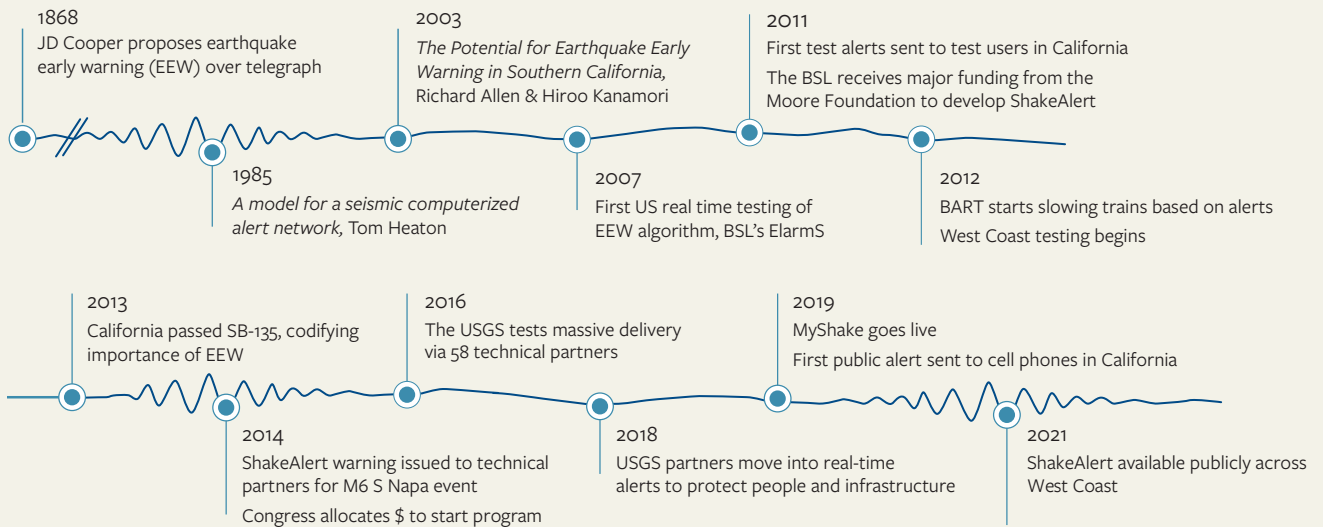 1868
JD Cooper proposes earthquake
early warning (EEW) over telegraph
1985
A model for a seismic computerized
alert network, Tom Heaton
2003
The Potential for Earthquake Early
Warning in Southern California,
Richard Allen & Hiroo Kanamori
2007
First US real time testing of
EEW algorithm, BSL's ElarmS
2011
First test alerts sent to test users in California
The BSL receives major funding from the
Moore Foundation to develop ShakeAlert
2012
BART starts slowing trains based on alerts
West Coast testing begins
2013
California passed SB-135, codifying
importance of EEW
2014
ShakeAlert warning issued to technical
partners for M6 S Napa event
Congress allocates $ to start program
2016
The USGS tests massive delivery
via 58 technical partners
2018
USGS partners move into real-time
alerts to protect people and infrastructure
2019
MyShake goes live
First public alert sent to cell phones in California
2021
ShakeAlert available publicly across
West Coast